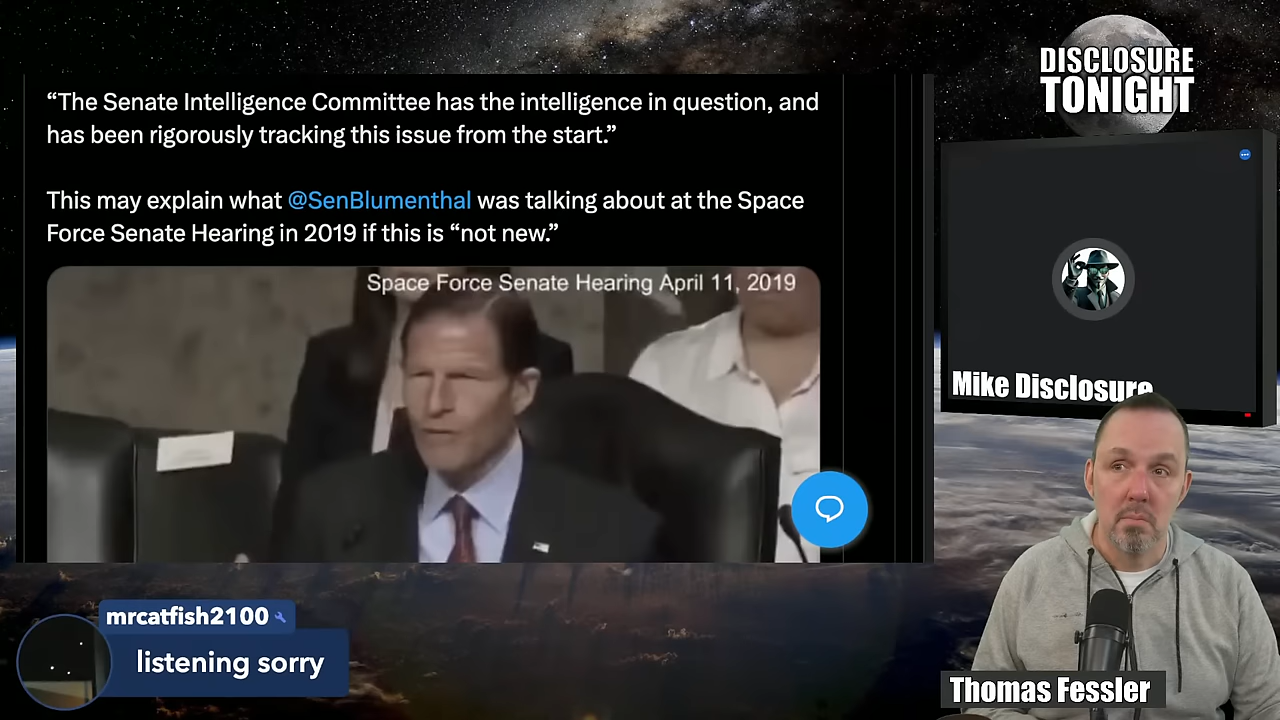 “The Senate Intelligence Committee has the intelligence in question, and
has been rigorously tracking this issue from the start.”
This may explain what @SenBlumenthal was talking about at the Space
Force Senate Hearing in 2019 if this is “not new.”
Space Force Senate Hearing April 11, 2019
DISCLOSURE
TONIGHT
Mike Disclosure
Thomas Fessler
mrcatfish2100
listening sorry